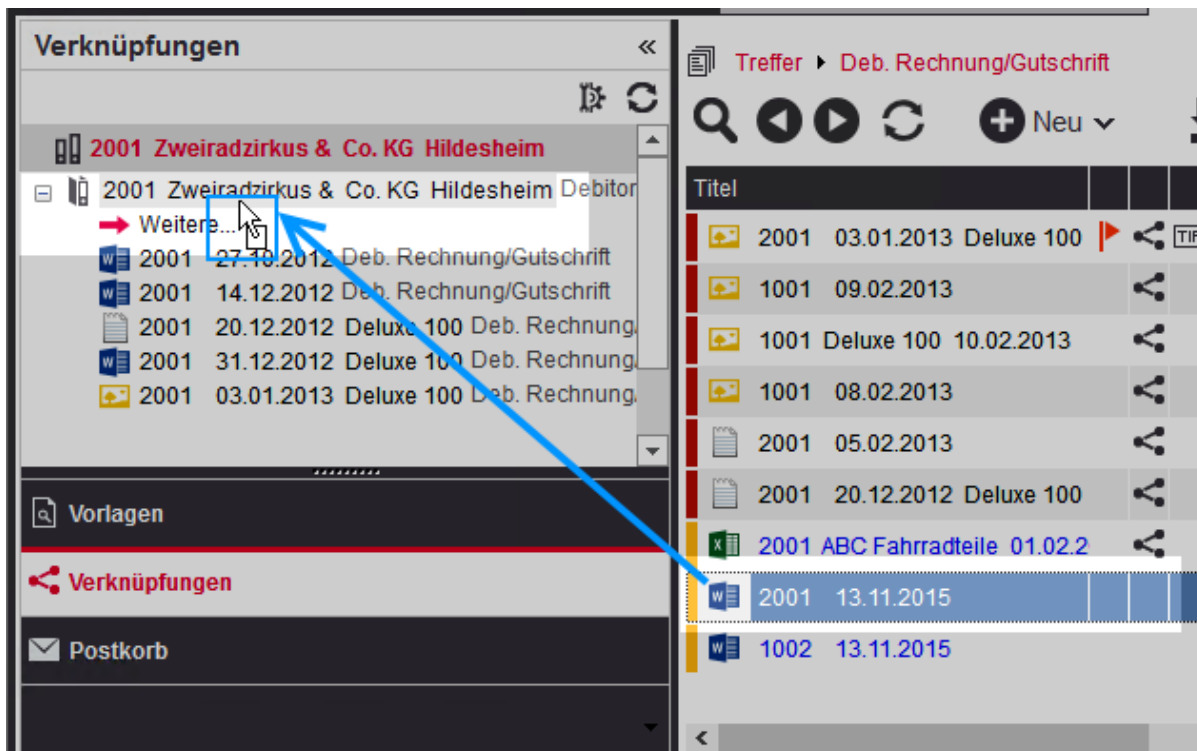 Verknüpfungen «
2001 Zweiradzirkus & Co. KG Hildesheim
2001 Zweiradzirkus & Co. KG Hildesheim Debitor
Weitere...
2001 27.10.2012 Deb. Rechnung/Gutschrift
2001 14.12.2012 Deb. Rechnung/Gutschrift
2001 20.12.2012 Deluxe 100 Deb. Rechnung/
2001 31.12.2012 Deluxe 100 Deb. Rechnung/
2001 03.01.2013 Deluxe 100 Deb. Rechnung/
Vorlagen
Verknüpfungen
Postkorb
Treffer Deb. Rechnung/Gutschrift
Neu
Titel
2001 03.01.2013 Deluxe 100
1001 09.02.2013
1001 Deluxe 100 10.02.2013
1001 08.02.2013
2001 05.02.2013
2001 20.12.2012 Deluxe 100
2001 ABC Fahrradteile 01.02.2
2001 13.11.2015
1002 13.11.2015